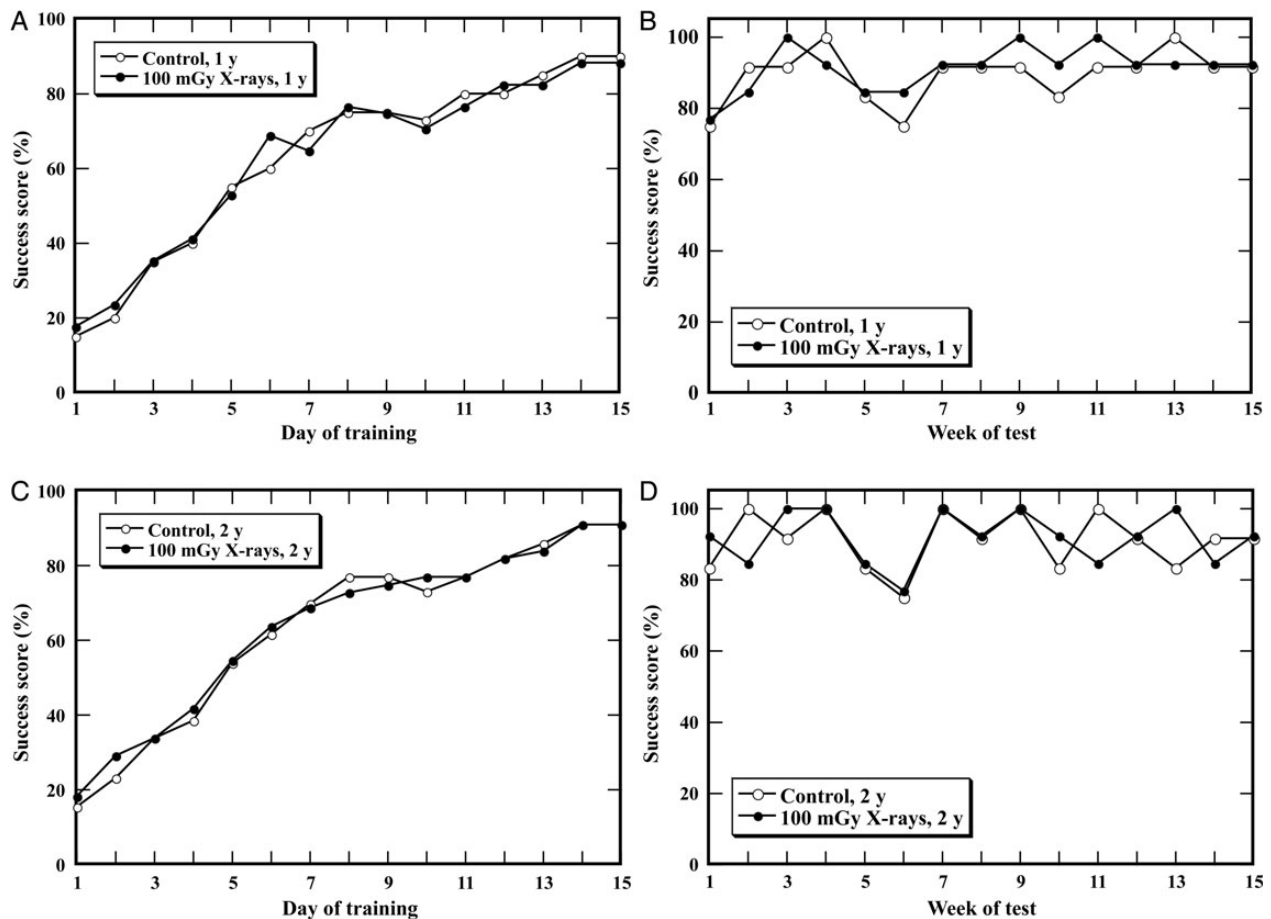 A
100
80
60
40
20
0
Success score (%)
Control, 1 y
100 mGy X-rays, 1 y
1 3 5 7 9 11 13 15
Day of training
B
100
80
60
40
20
0
Success score (%)
Control, 1 y
100 mGy X-rays, 1 y
1 3 5 7 9 11 13 15
Week of test
C
100
80
60
40
20
0
Success score (%)
Control, 2 y
100 mGy X-rays, 2 y
1 3 5 7 9 11 13 15
Day of training
D
100
80
60
40
20
0
Success score (%)
Control, 2 y
100 mGy X-rays, 2 y
1 3 5 7 9 11 13 15
Week of test